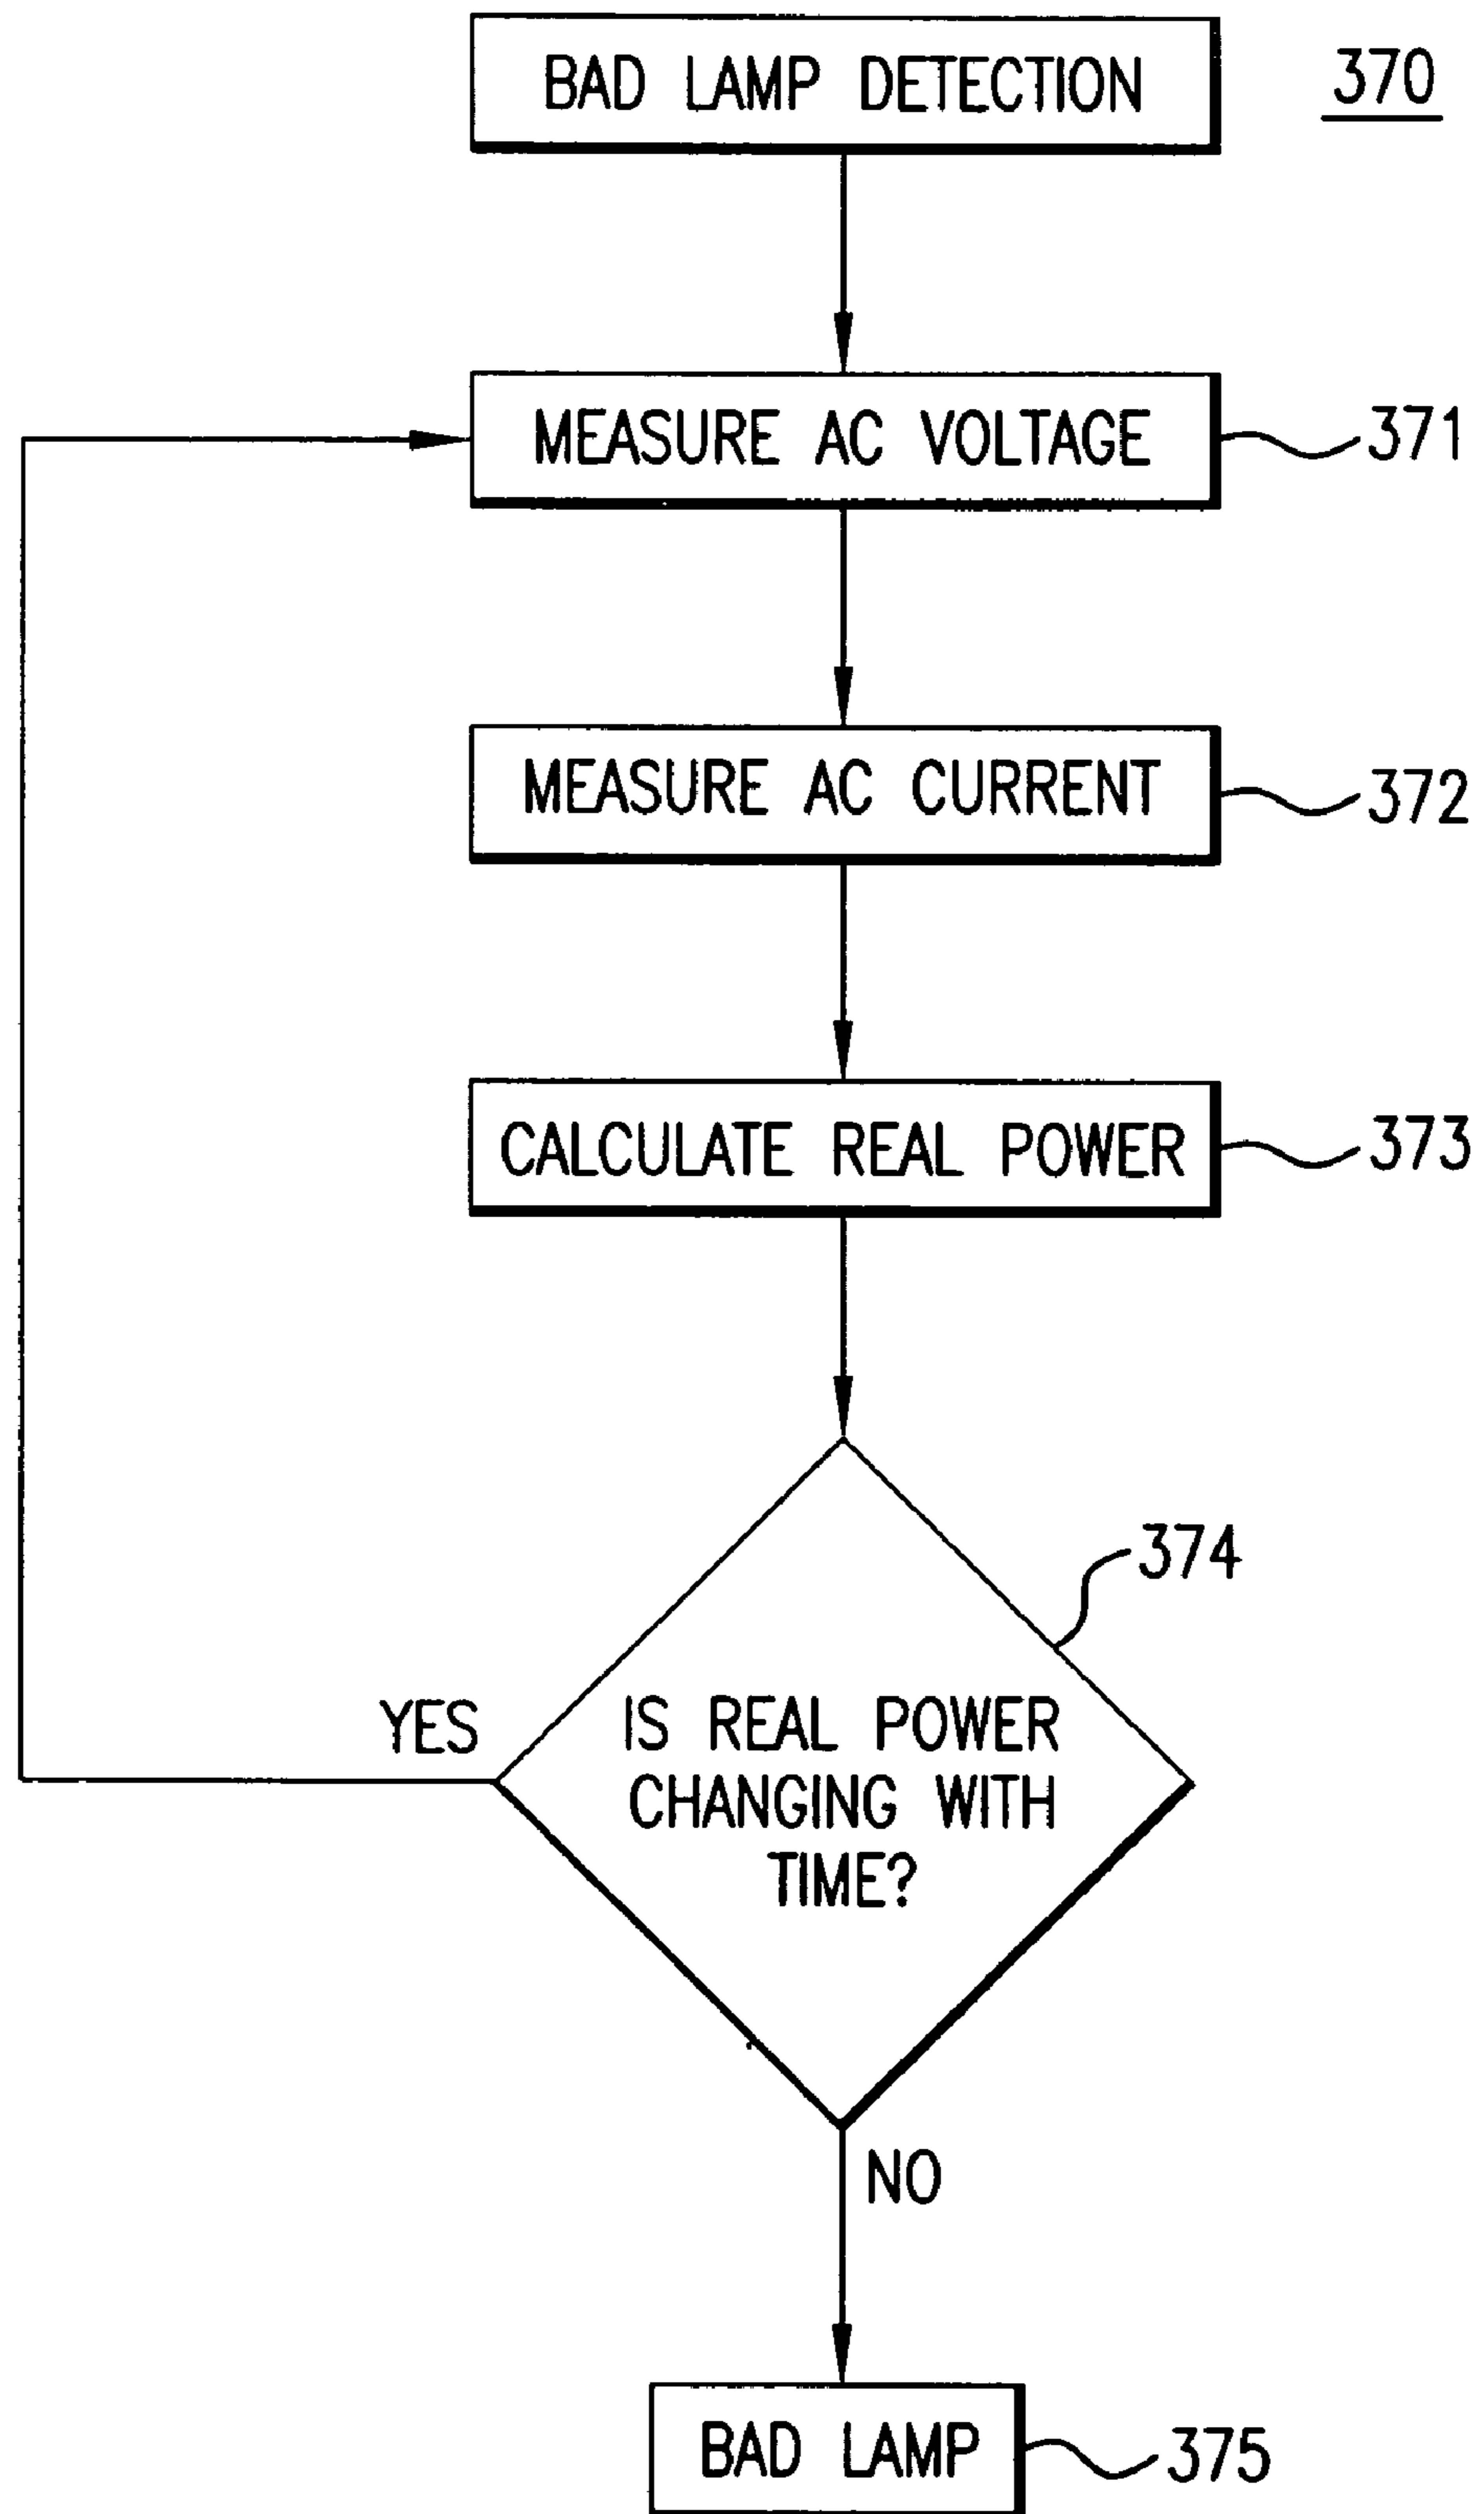 BAD LAMP DETECTION
370
MEASURE AC VOLTAGE
371
MEASURE AC CURRENT
372
CALCULATE REAL POWER
373
374
YES
IS REAL POWER
CHANGING WITH
TIME?
NO
BAD LAMP
375